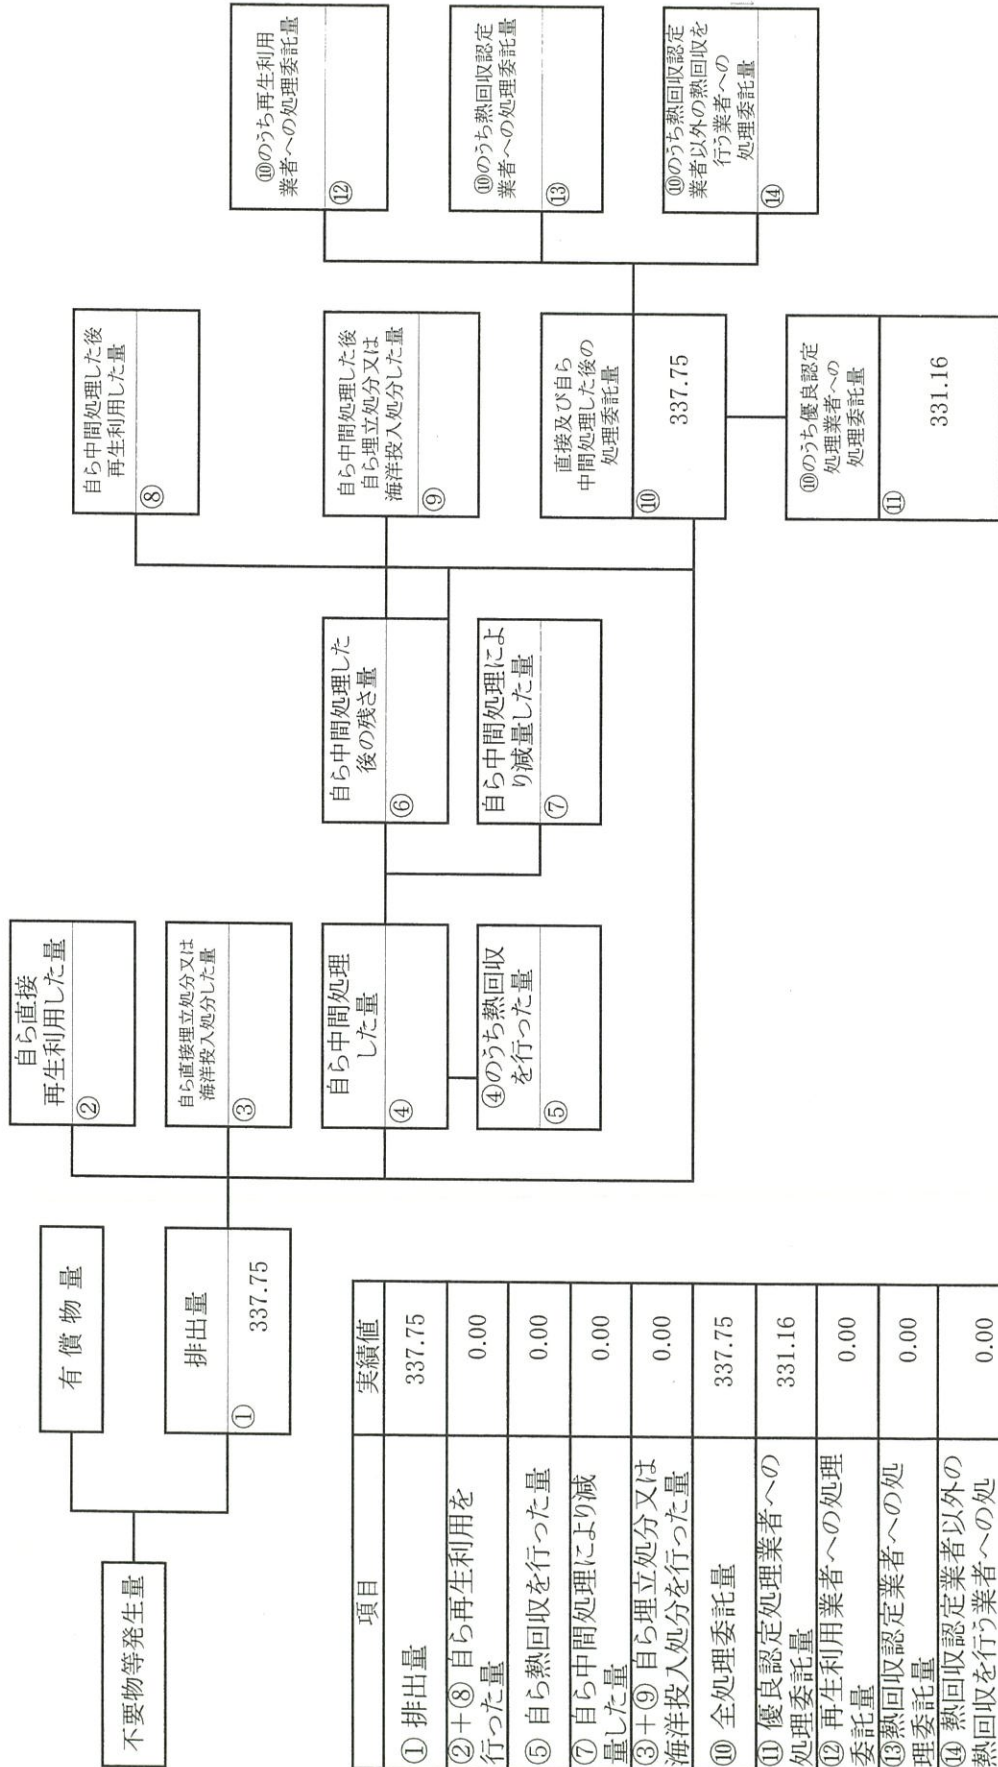 不要物等発生量
有償物量
排出量
①
337.75
自ら直接
再生利用した量
②
自ら直接埋立処分又は
海洋投入処分した量
③
自ら中間処理
した量
④
④のうち熱回収
を行った量
⑤
自ら中間処理した
後の残さ量
⑥
自ら中間処理によ
り減量した量
⑦
自ら中間処理した後
再生利用した量
⑧
自ら中間処理した後
自ら埋立処分又は
海洋投入処分した量
⑨
直接及び自ら
中間処理した後の
処理委託量
⑩
337.75
⑩のうち優良認定
処理業者への
処理委託量
⑪
331.16
⑩のうち再生利用
業者への処理委託量
⑫
⑩のうち熱回収認定
業者への処理委託量
⑬
⑩のうち熱回収認定
業者以外の熱回収を
行う業者への
処理委託量
⑭
項目 実績値
① 排出量 337.75
②+⑧ 自ら再生利用を
行った量 0.00
⑤ 自ら熱回収を行った量 0.00
⑦ 自ら中間処理により減
量した量 0.00
③+⑨ 自ら埋立処分又は
海洋投入処分を行った量 0.00
⑩ 全処理委託量 337.75
⑪ 優良認定処理業者への
処理委託量 331.16
⑫ 再生利用業者への処理
委託量 0.00
⑬熱回収認定業者への処
理委託量 0.00
⑭ 熱回収認定業者以外の
熱回収を行う業者への処 0.00